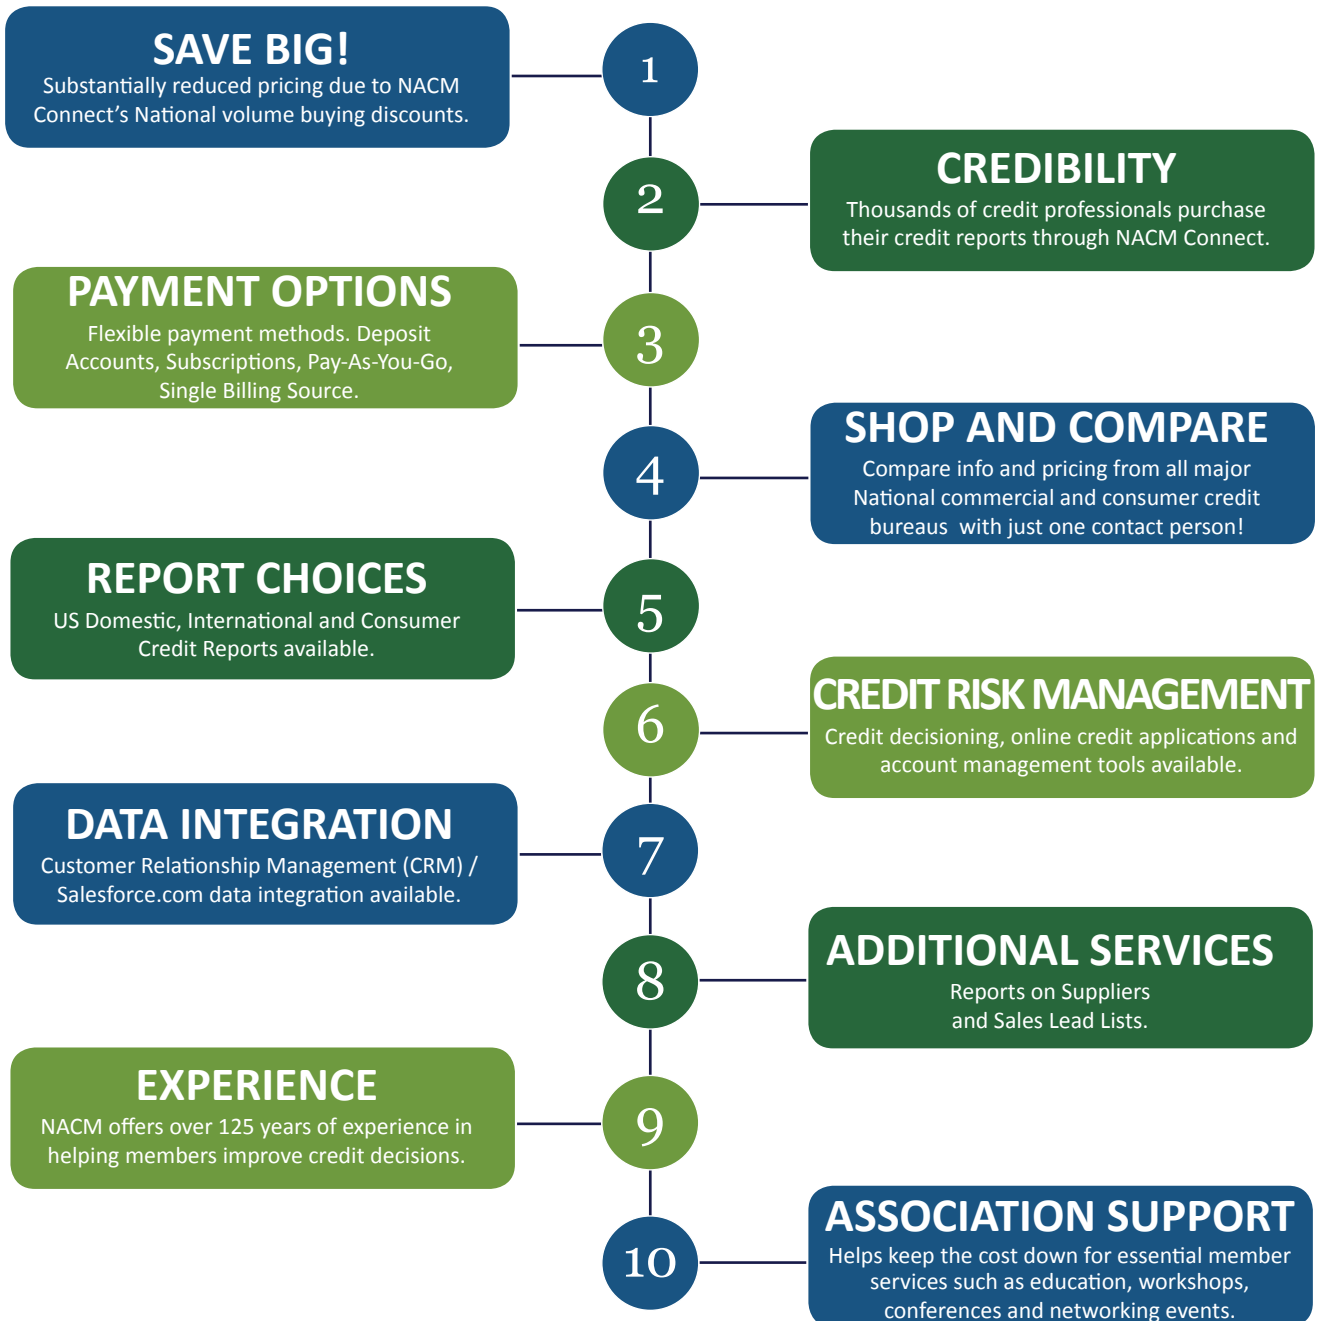 SAVE BIG!
Substantially reduced pricing due to NACM
Connect’s National volume buying discounts.
1
2
CREDIBILITY
Thousands of credit professionals purchase
their credit reports through NACM Connect.
PAYMENT OPTIONS
Flexible payment methods. Deposit
Accounts, Subscriptions, Pay-As-You-Go,
Single Billing Source.
3
4
SHOP AND COMPARE
Compare info and pricing from all major
National commercial and consumer credit
bureaus  with just one contact person!
REPORT CHOICES
US Domestic, International and Consumer
Credit Reports available.
5
6
CREDIT RISK MANAGEMENT
Credit decisioning, online credit applications and
account management tools available.
DATA INTEGRATION
Customer Relationship Management (CRM) /
Salesforce.com data integration available.
7
8
ADDITIONAL SERVICES
Reports on Suppliers
and Sales Lead Lists.
EXPERIENCE
NACM offers over 125 years of experience in
helping members improve credit decisions.
9
10
ASSOCIATION SUPPORT
Helps keep the cost down for essential member
services such as education, workshops,
conferences and networking events.